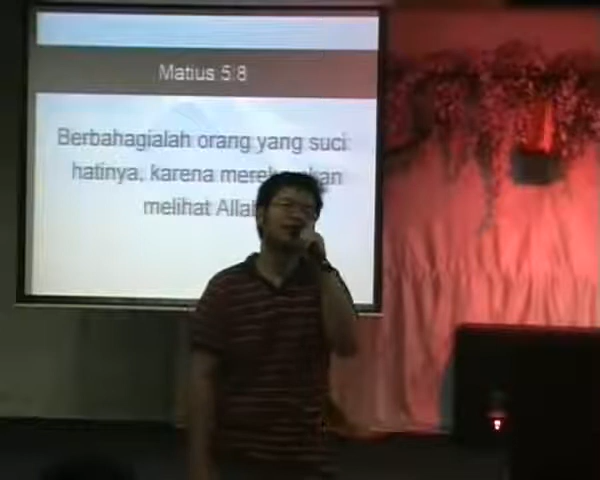 Matius 5:8
Berbahagialah orang yang suci
hatinya, karena
melihat